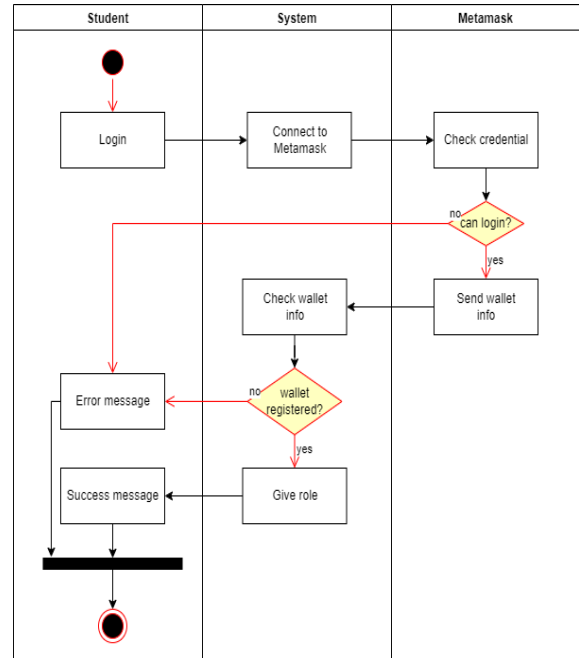 Student
System
Metamask
Login
Connect to
Metamask
Check credential
no
can login?
yes
Check wallet
info
Send wallet
info
Error message
no
wallet
registered?
yes
Success message
Give role